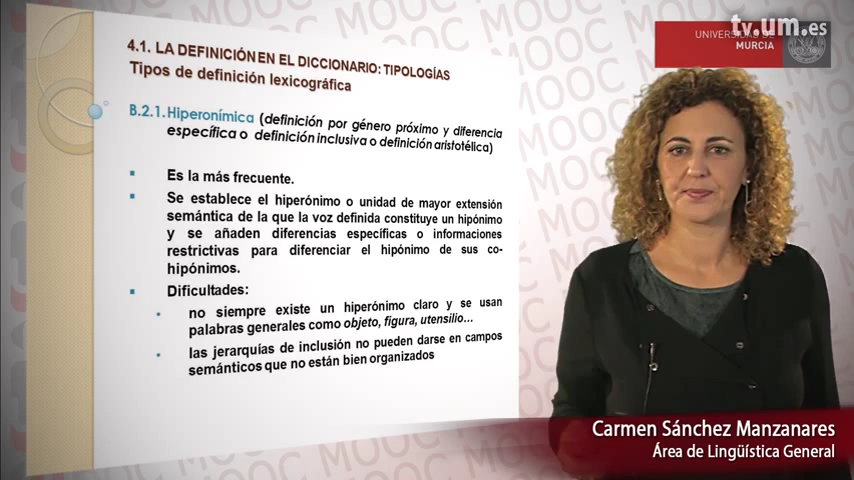 4.1. LA DEFINICIÓN EN EL DICCIONARIO: TIPOLOGÍAS
Tipos de definición lexicográfica
B.2.1. Hiperonímica (definición por género próximo y diferencia
específica o definición inclusiva o definición aristotélica)
Es la más frecuente.
Se establece el hiperónimo o unidad de mayor extensión
semántica de la que la voz definida constituye un hipónimo
y se añaden diferencias específicas o informaciones
restrictivas para diferenciar el hipónimo de sus co-
hipónimos.
Dificultades:
no siempre existe un hiperónimo claro y se usan
palabras generales como objeto, figura, utensilio...
las jerarquías de inclusión no pueden darse en campos
semánticos que no están bien organizados
tv.um.es
UNIVERSIDAD DE
MURCIA
Carmen Sánchez Manzanares
Área de Lingüística General
MOOC